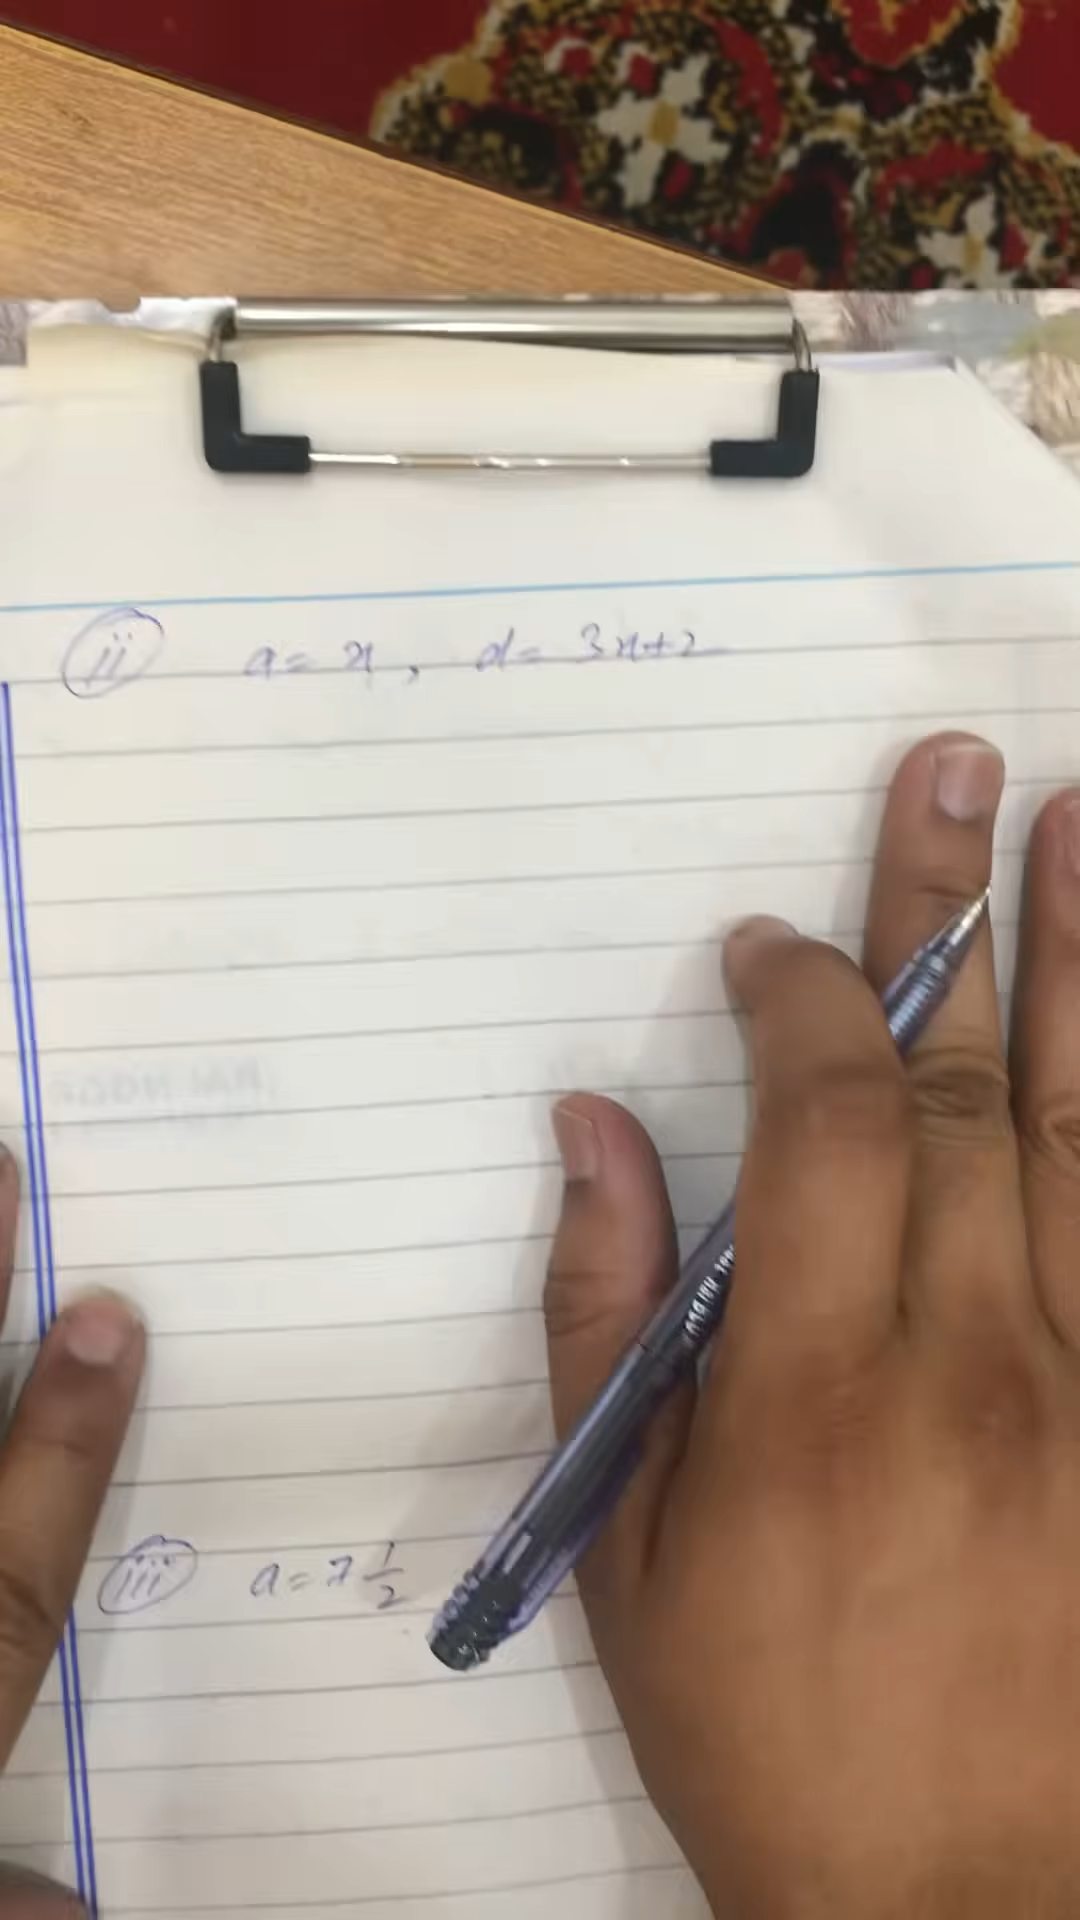 ii a = x , d = 3x+2
iii a = 7 1/2